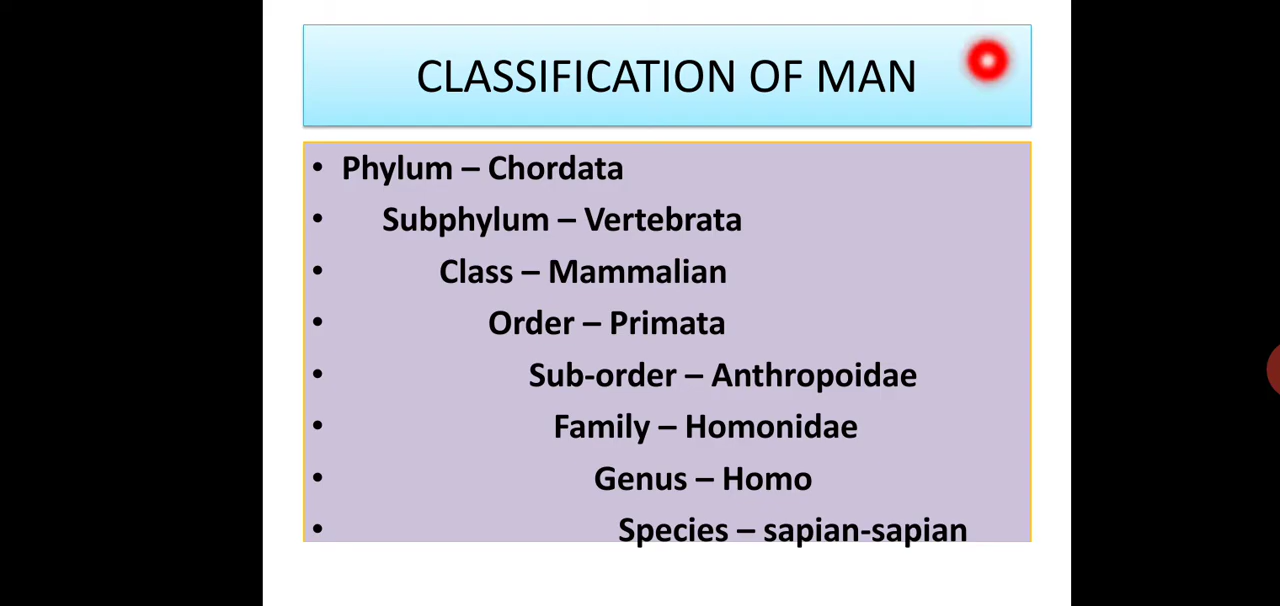 CLASSIFICATION OF MAN
• Phylum – Chordata
• Subphylum – Vertebrata
• Class – Mammalian
• Order – Primata
• Sub-order – Anthropoidae
• Family – Homonidae
• Genus – Homo
• Species – sapian-sapian